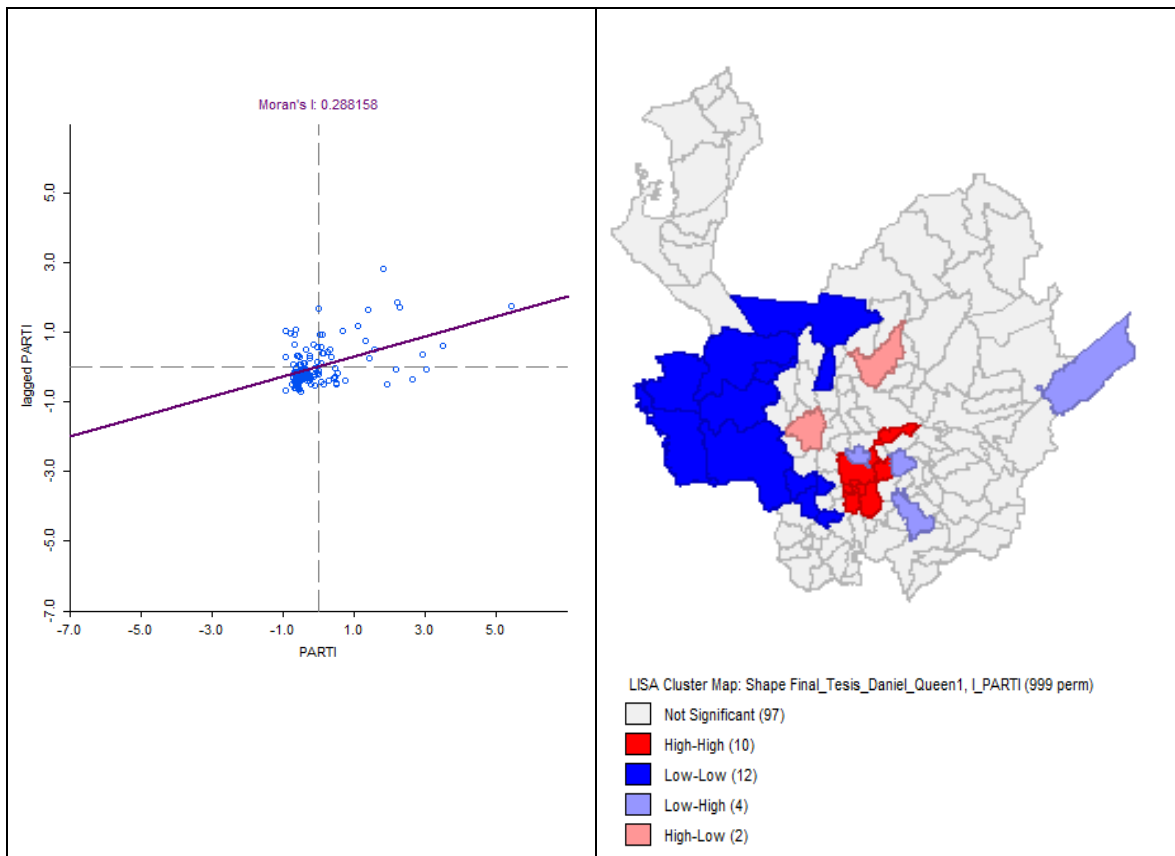 Moran's I: 0.288158
lagged PARTI
5.0
3.0
1.0
-1.0
-3.0
-5.0
-7.0
-7.0
-5.0
-3.0
-1.0
1.0
3.0
5.0
PARTI
LISA Cluster Map: Shape Final_Tesis_Daniel_Queen1, I_PARTI (999 perm)
Not Significant (97)
High-High (10)
Low-Low (12)
Low-High (4)
High-Low (2)